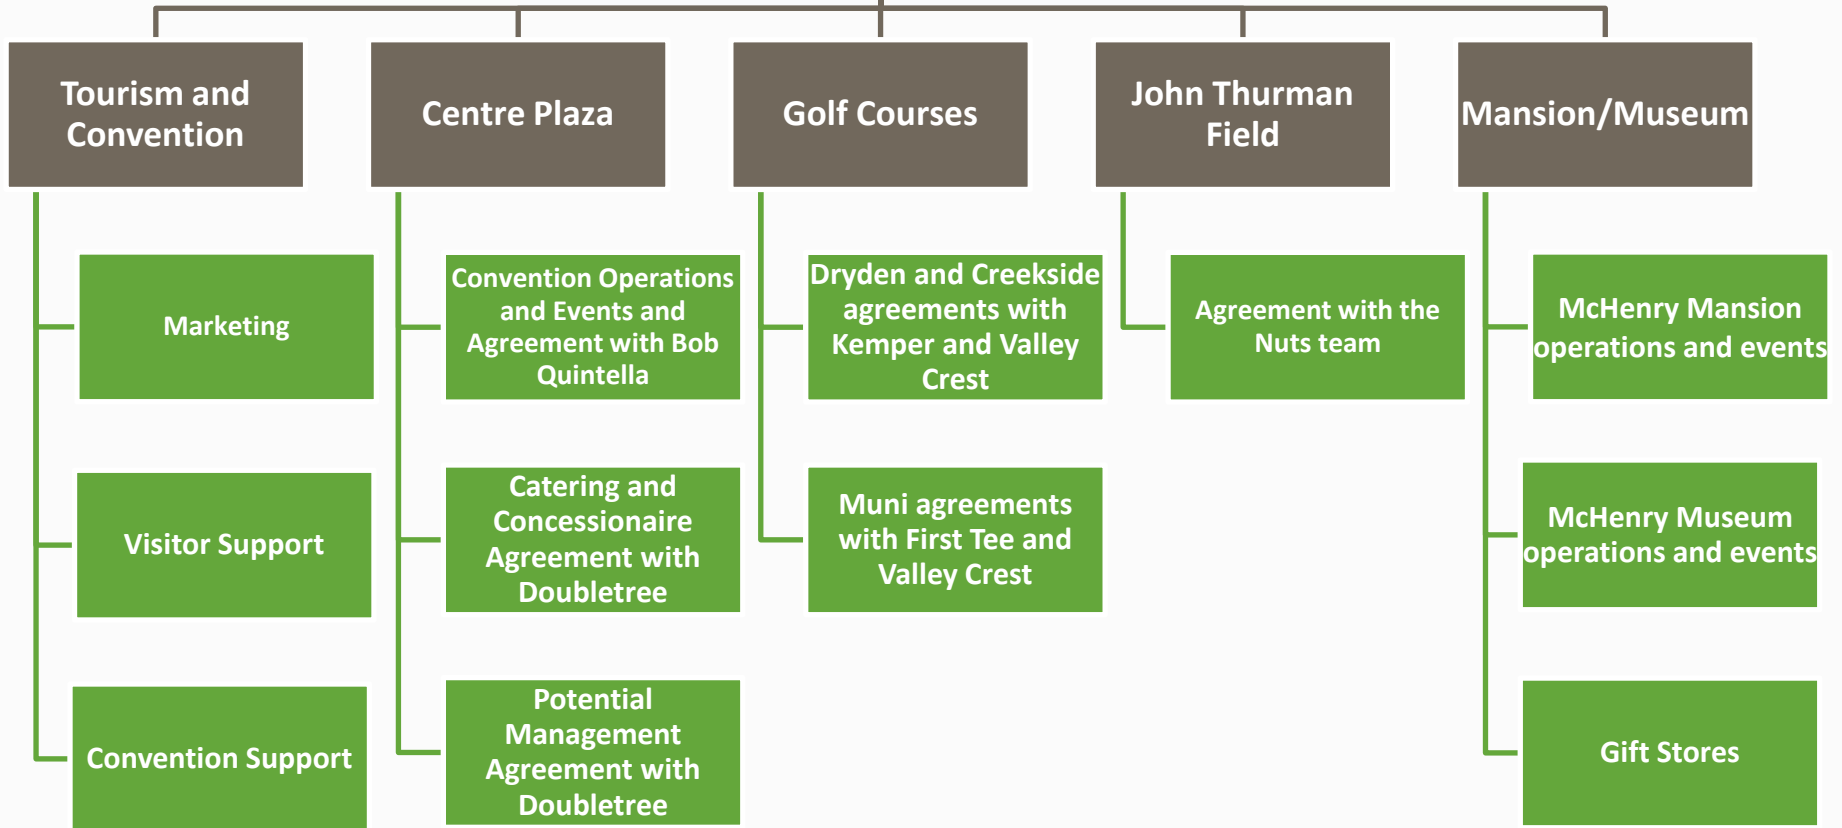 Tourism and
Convention
Marketing
Visitor Support
Convention Support
Centre Plaza
Convention Operations
and Events and
Agreement with Bob
Quintella
Catering and
Concessionaire
Agreement with
Doubletree
Potential
Management
Agreement with
Doubletree
Golf Courses
Dryden and Creekside
agreements with
Kemper and Valley
Crest
Muni agreements
with First Tee and
Valley Crest
John Thurman
Field
Agreement with the
Nuts team
Mansion/Museum
McHenry Mansion
operations and events
McHenry Museum
operations and events
Gift Stores